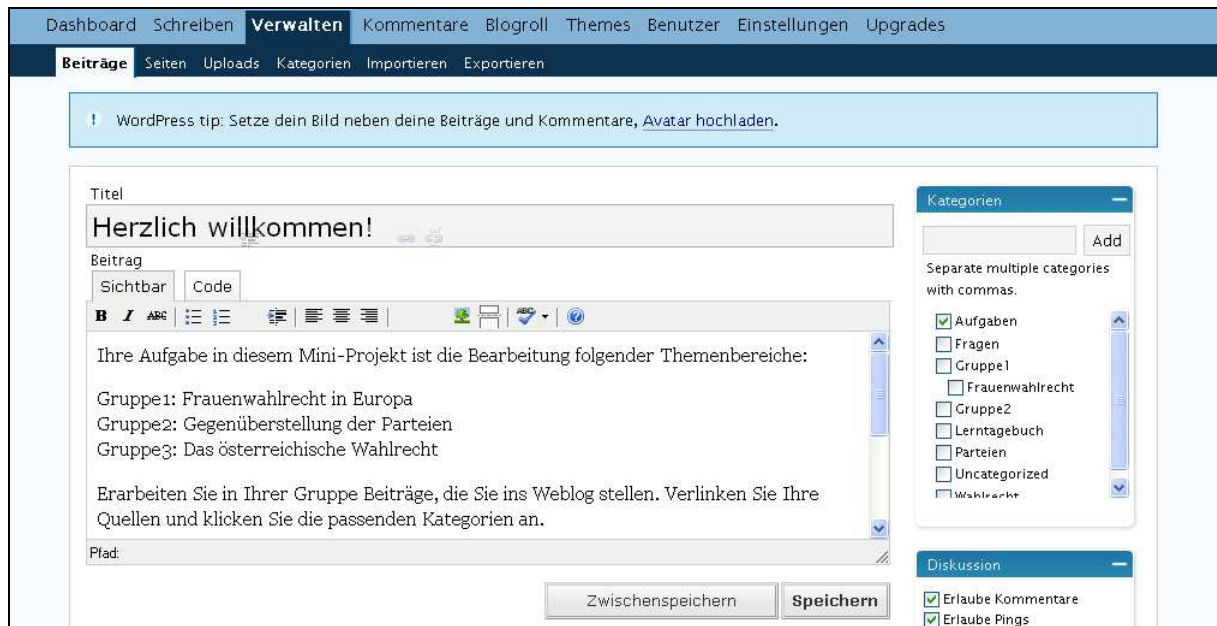 Dashboard Schreiben Verwalten Kommentare Blogroll Themes Benutzer Einstellungen Upgrades
Beiträge Seiten Uploads Kategorien Importieren Exportieren
! WordPress tip: Setze dein Bild neben deine Beiträge und Kommentare, Avatar hochladen.
Titel
Herzlich willkommen!
Beitrag
Sichtbar Code
B I ABC ABC
Ihre Aufgabe in diesem Mini-Projekt ist die Bearbeitung folgender Themenbereiche:
Gruppe1: Frauenwahlrecht in Europa
Gruppe2: Gegenüberstellung der Parteien
Gruppe3: Das österreichische Wahlrecht
Erarbeiten Sie in Ihrer Gruppe Beiträge, die Sie ins Weblog stellen. Verlinken Sie Ihre
Quellen und klicken Sie die passenden Kategorien an.
Pfad:
Zwischenspeichern Speichern
Kategorien
Add
Separate multiple categories
with commas.
Aufgaben
Fragen
Gruppe1
Frauenwahlrecht
Gruppe2
Lerntagebuch
Parteien
Uncategorized
Wahlrecht
Diskussion
Erlaube Kommentare
Erlaube Pings